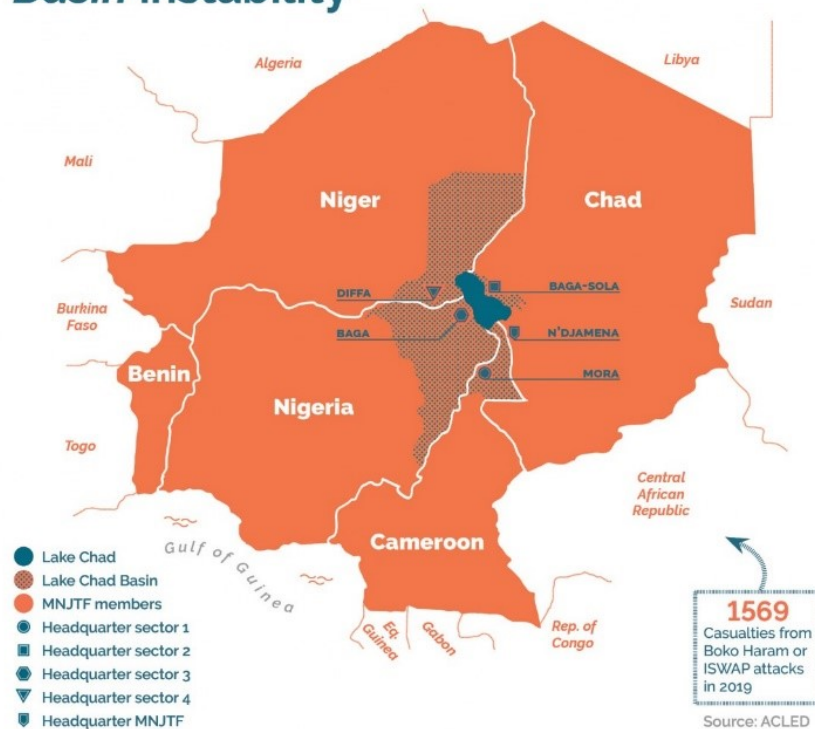 Basin instability
Algeria
Libya
Mali
Niger
Chad
DIFFA
BAGA-SOLA
Burkina
Faso
BAGA
N'DJAMENA
Sudan
Benin
MORA
Nigeria
Togo
Central
African
Republic
Cameroon
Gulf of Guinea
Eq.
Guinea
Gabon
Rep. of
Congo
Lake Chad
Lake Chad Basin
MNJTF members
Headquarter sector 1
Headquarter sector 2
Headquarter sector 3
Headquarter sector 4
Headquarter MNJTF
1569
Casualties from
Boko Haram or
ISWAP attacks
in 2019
Source: ACLED